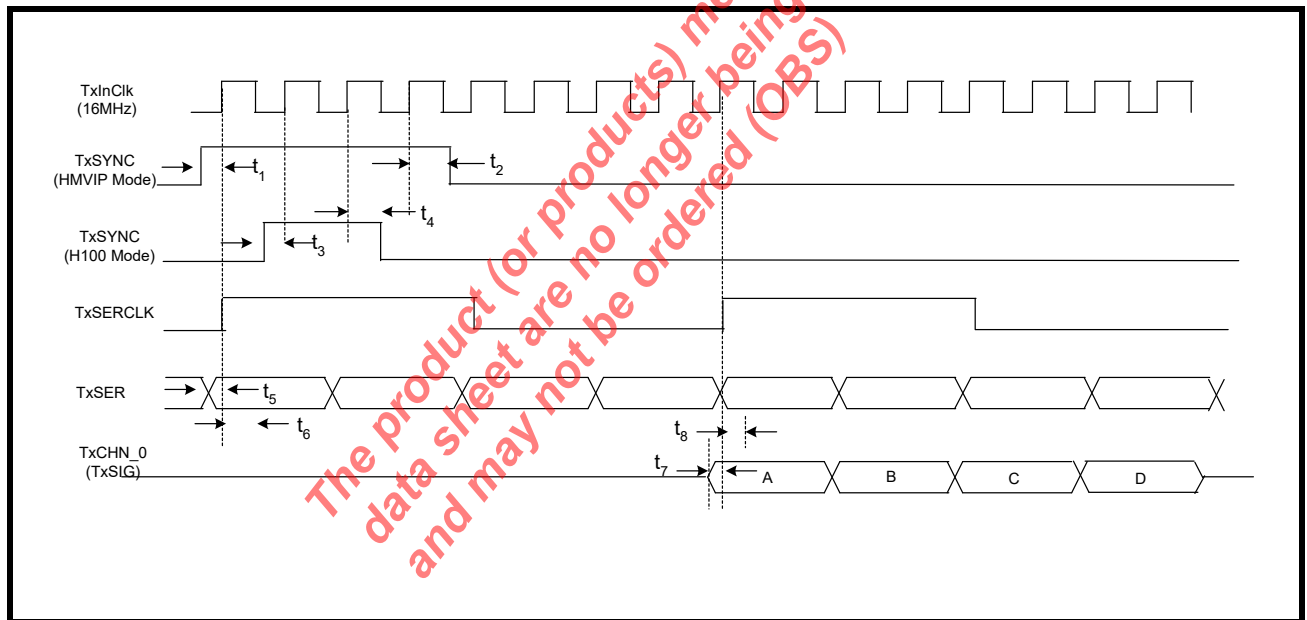 TxInClk
(16MHz)
TxSYNC
(HMVIP Mode)
t1
t2
TxSYNC
(H100 Mode)
t3
t4
TxSERCLK
TxSER
t5
t6
TxCHN_0
(TxSIG)
t7
t8
A
B
C
D
The product (or products)
data sheet are no longer being
and may not be ordered (OBS)